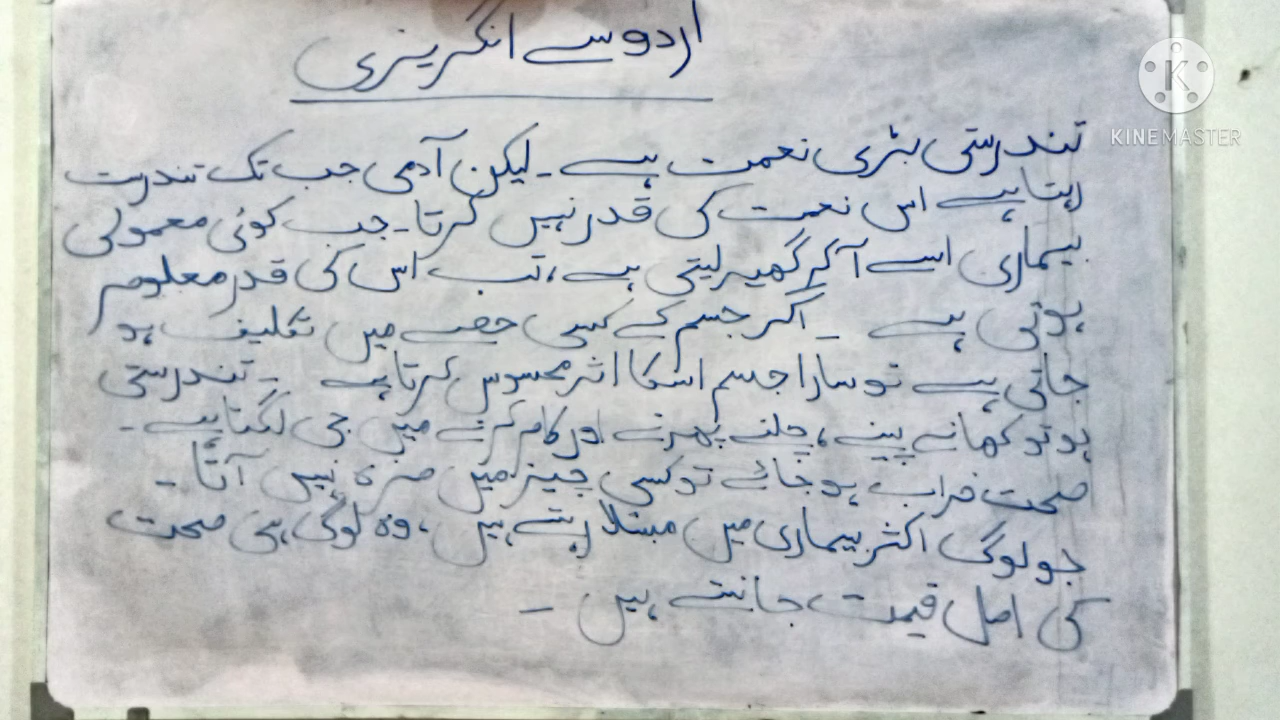 اردو سے انگریزی
تندرستی بڑی نعمت ہے ۔ لیکن آدمی جب تک تندرست
رہتا ہے اس نعمت کی قدر نہیں کرتا ۔ جب کوئی معمولی
بیماری اسے آ کر گھیر لیتی ہے ، تب اس کی قدر معلوم
ہوتی ہے ۔ اگر جسم کے کسی حصے میں تکلیف ہو
جاتی ہے تو سارا جسم اسکا اثر محسوس کرتا ہے ۔ تندرستی
ہو تو کھانے پینے ، چلنے پھرنے اور کام کرنے میں جی لگتا ہے ۔
صحت خراب ہو جائے تو کسی چیز میں مزہ نہیں آتا ۔
جو لوگ اکثر بیماری میں مبتلا رہتے ہیں ، وہ لوگ ہی صحت
کی اصل قیمت جانتے ہیں ۔
KINEMASTER